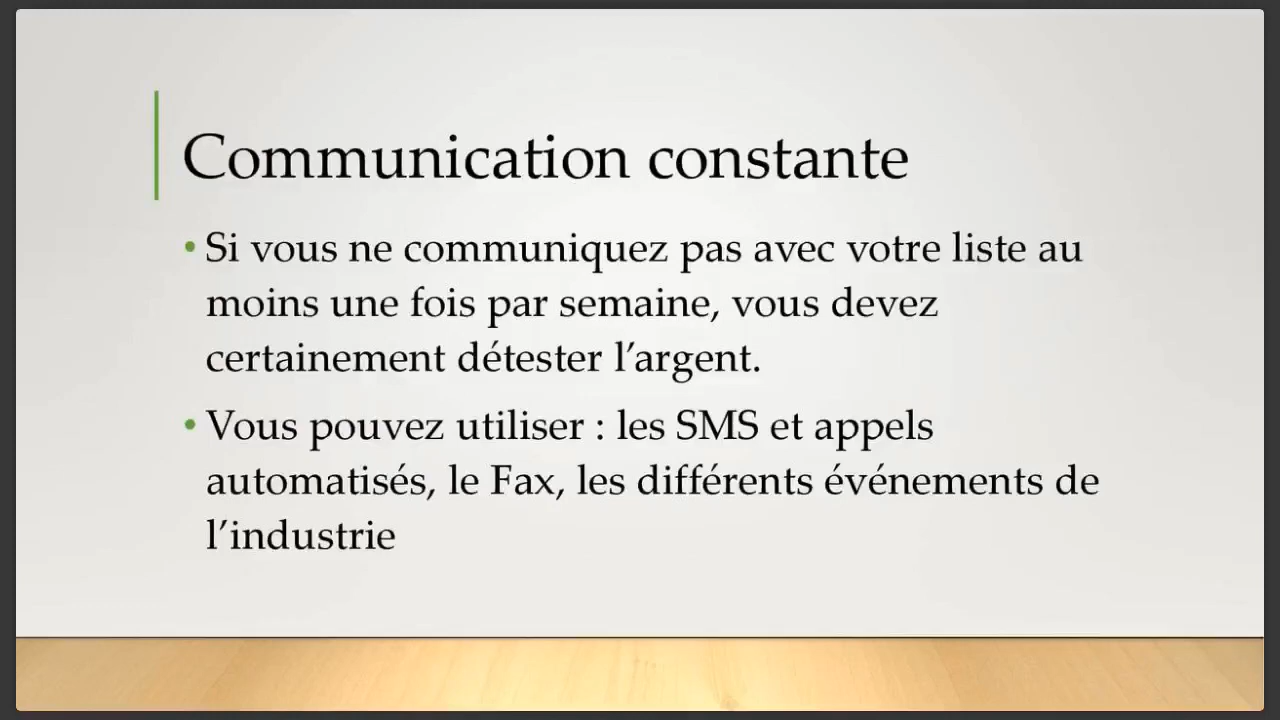 Communication constante
• Si vous ne communiquez pas avec votre liste au
moins une fois par semaine, vous devez
certainement détester l’argent.
• Vous pouvez utiliser : les SMS et appels
automatisés, le Fax, les différents événements de
l’industrie